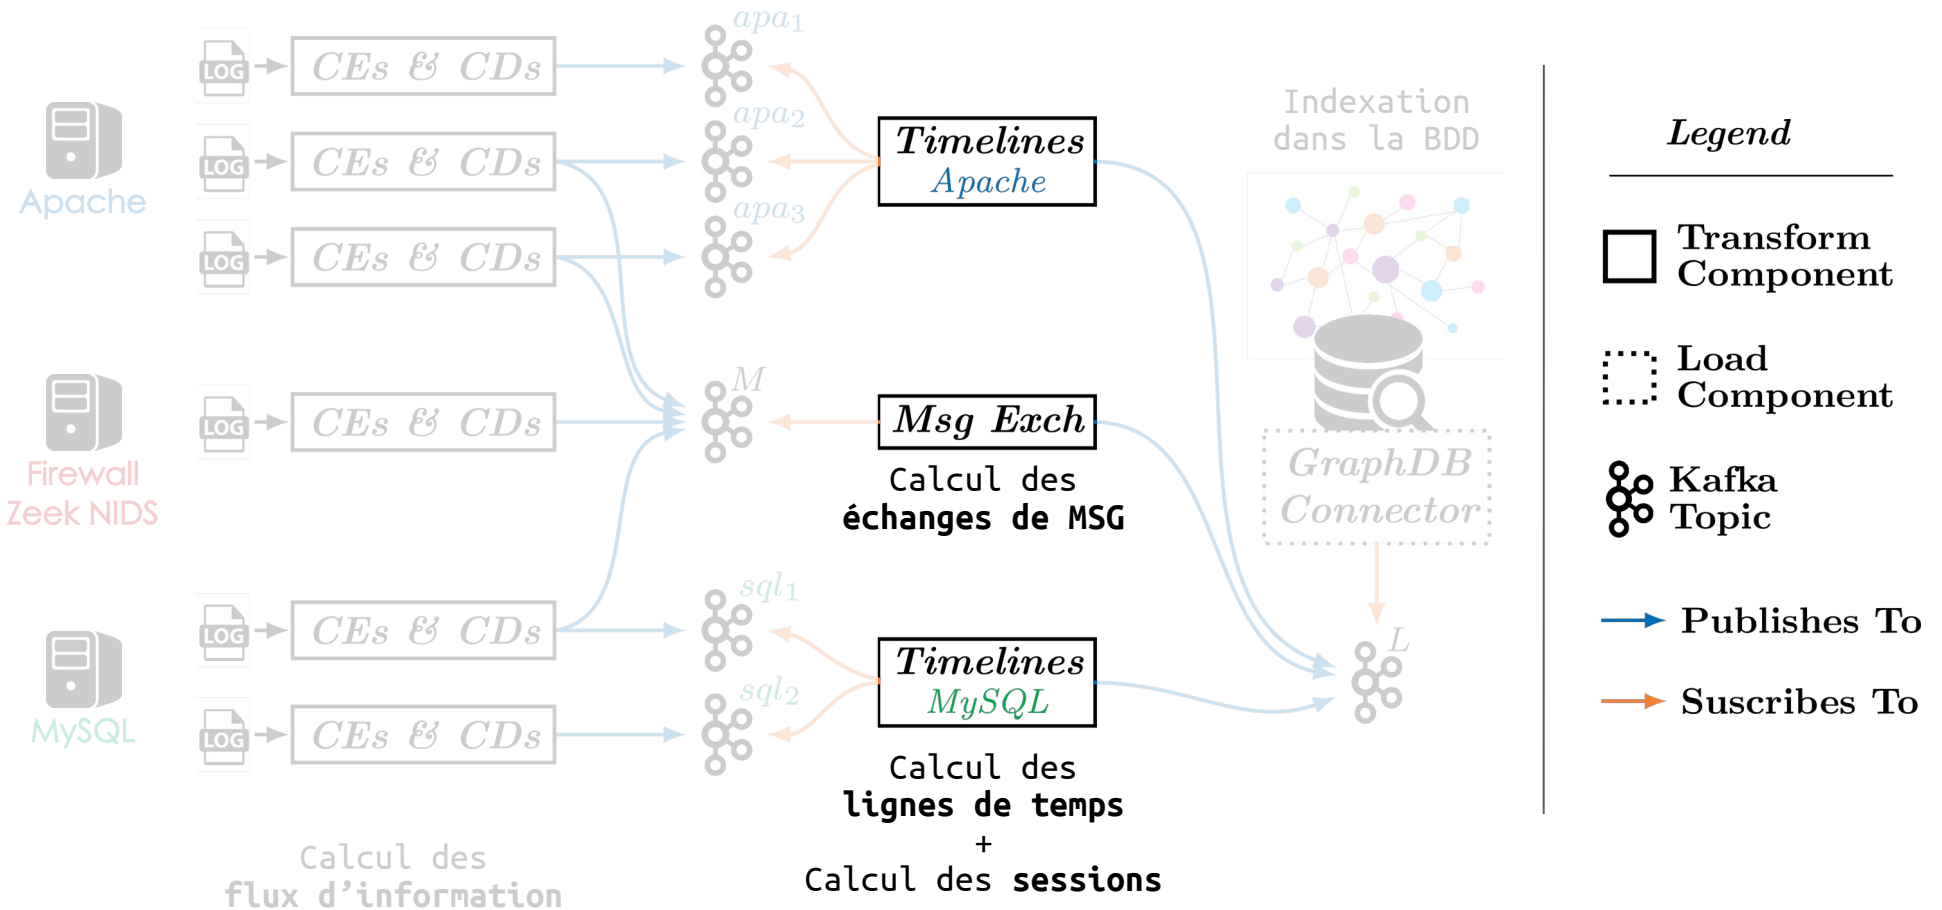 apa1
LOG
CEs & CDs
apa2
LOG
CEs & CDs
Apache
apa3
LOG
CEs & CDs
Timelines
Apache
Indexation
dans la BDD
M
LOG
CEs & CDs
Firewall
Zeek NIDS
Msg Exch
Calcul des
échanges de MSG
GraphDB
Connector
sql1
LOG
CEs & CDs
sql2
LOG
CEs & CDs
MySQL
Timelines
MySQL
L
Calcul des
lignes de temps
+
Calcul des sessions
Calcul des
flux d'information
Legend
Transform
Component
Load
Component
Kafka
Topic
Publishes To
Suscribes To